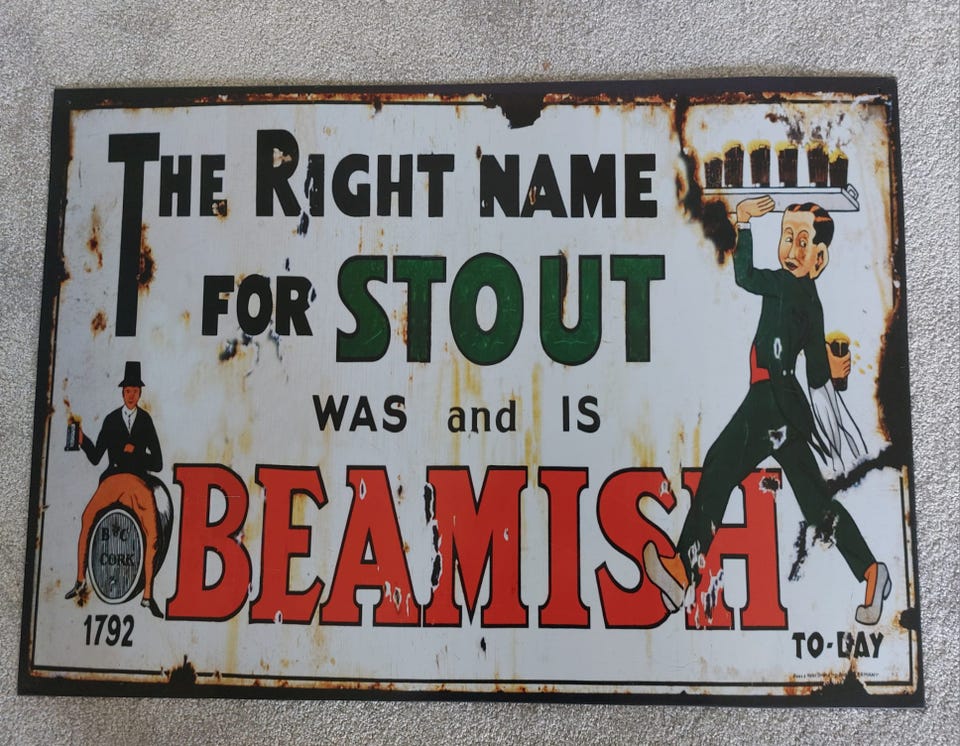 THE RIGHT NAME
FOR STOUT
WAS and IS
BEAMISH
B & C
CORK
1792
TO-DAY